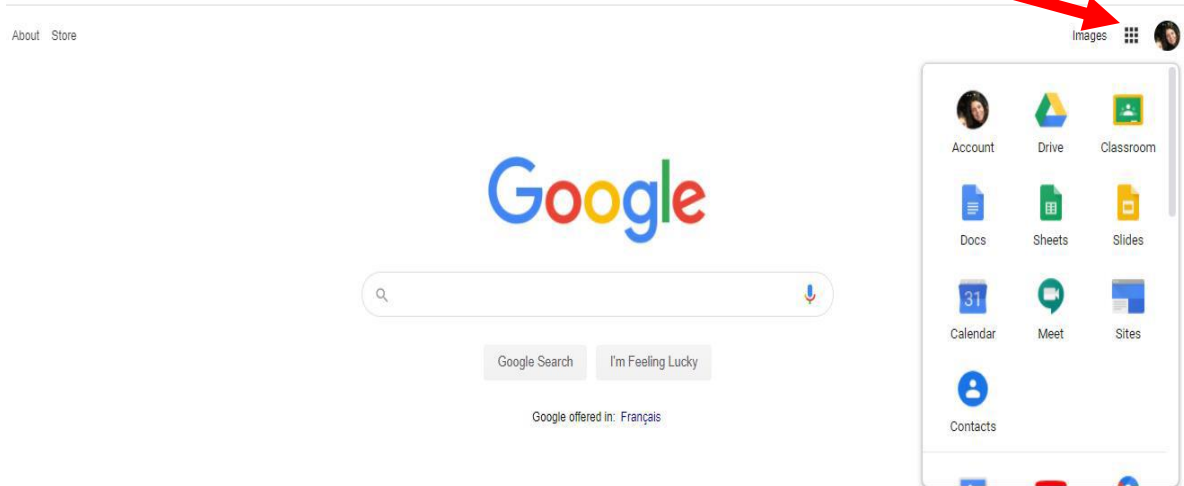 About Store
Images
Account Drive Classroom
Google
Docs Sheets Slides
31
Calendar Meet Sites
Google Search I'm Feeling Lucky
Contacts
Google offered in: Français